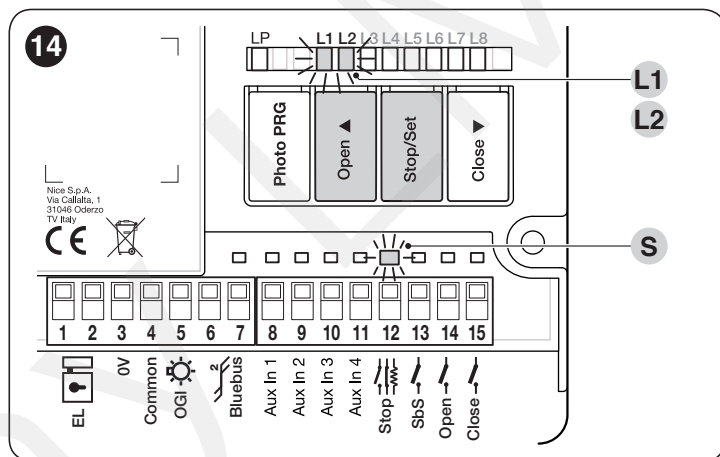 14
LP L1 L2 L3 L4 L5 L6 L7 L8
L1
L2
Photo PRG
Open ▲
Stop/Set
Close ▼
Nice S.p.A.
Via Callalta, 1
31046 Oderzo
TV Italy
CE
S
1 2 3 4 5 6 7 8 9 10 11 12 13 14 15
EL
0V
Common
OGI
2
Bluebus
Aux In 1
Aux In 2
Aux In 3
Aux In 4
Stop
SbS
Open
Close